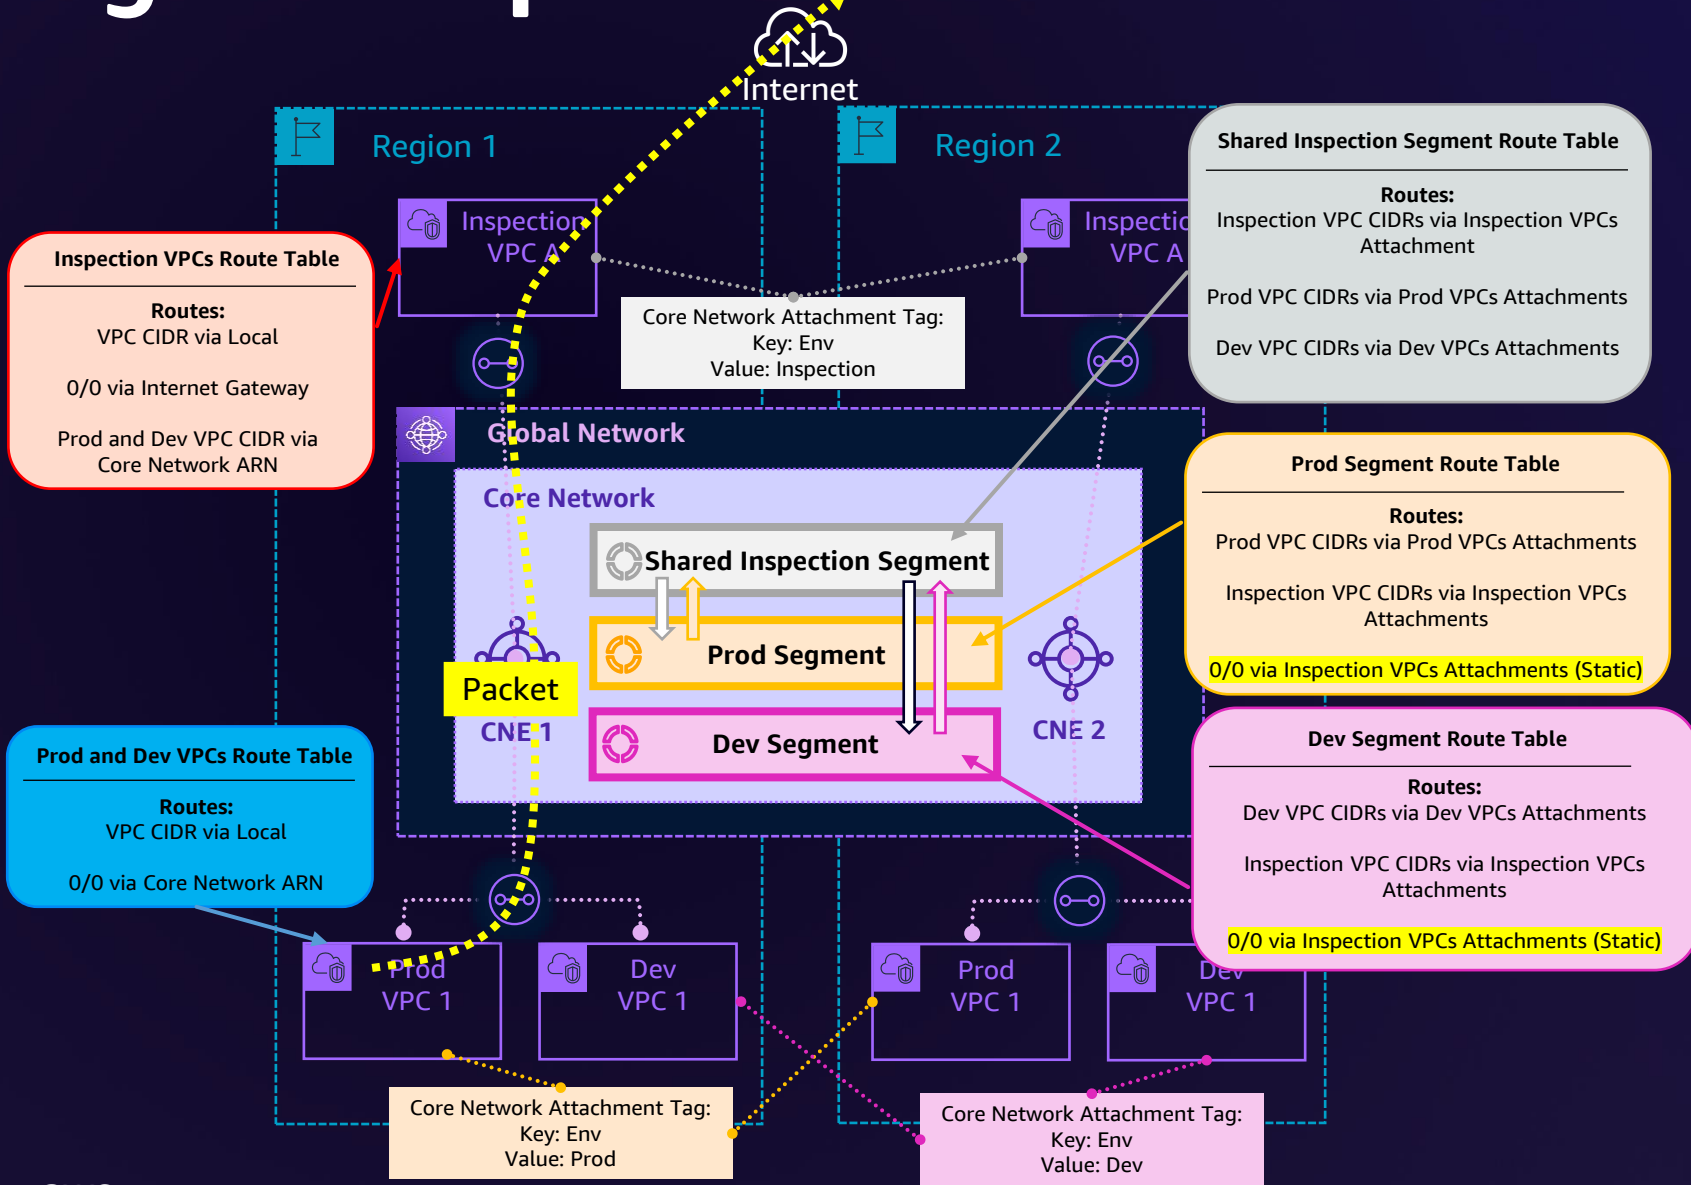 Internet
Region 1
Region 2
Shared Inspection Segment Route Table
Routes:
Inspection VPC CIDRs via Inspection VPCs
Attachment
Prod VPC CIDRs via Prod VPCs Attachments
Dev VPC CIDRs via Dev VPCs Attachments
Inspection
VPC A
VPC A
Inspection VPCs Route Table
Routes:
VPC CIDR via Local
0/0 via Internet Gateway
Prod and Dev VPC CIDR via
Core Network ARN
Core Network Attachment Tag:
Key: Env
Value: Inspection
Global Network
Core Network
Shared Inspection Segment
Prod Segment
Dev Segment
Packet
CNE 1
CNE 2
Prod Segment Route Table
Routes:
Prod VPC CIDRs via Prod VPCs Attachments
Inspection VPC CIDRs via Inspection VPCs
Attachments
0/0 via Inspection VPCs Attachments (Static)
Dev Segment Route Table
Routes:
Dev VPC CIDRs via Dev VPCs Attachments
Inspection VPC CIDRs via Inspection VPCs
Attachments
0/0 via Inspection VPCs Attachments (Static)
Prod and Dev VPCs Route Table
Routes:
VPC CIDR via Local
0/0 via Core Network ARN
Prod
VPC 1
Dev
VPC 1
Prod
VPC 1
Dev
VPC 1
Core Network Attachment Tag:
Key: Env
Value: Prod
Core Network Attachment Tag:
Key: Env
Value: Dev